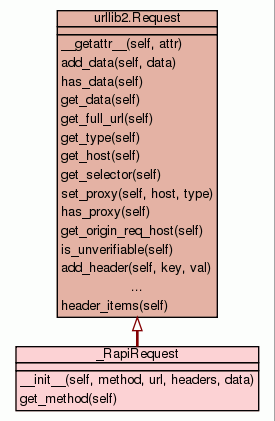 urllib2.Request
__getattr__(self, attr)
add_data(self, data)
has_data(self)
get_data(self)
get_full_url(self)
get_type(self)
get_host(self)
get_selector(self)
set_proxy(self, host, type)
has_proxy(self)
get_origin_req_host(self)
is_unverifiable(self)
add_header(self, key, val)
...
header_items(self)
_RapiRequest
__init__(self, method, url, headers, data)
get_method(self)